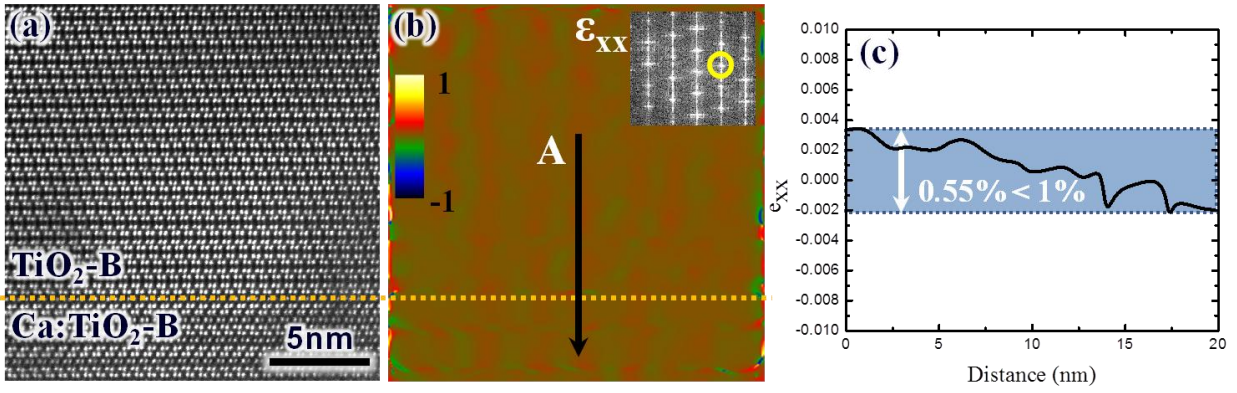 (a)
TiO2-B
Ca:TiO2-B
5nm
(b)
εxx
1
-1
A
(c)
0.010
0.008
0.006
0.004
0.002
0.000
-0.002
-0.004
-0.006
-0.008
-0.010
exx
0.55% < 1%
0 5 10 15 20
Distance (nm)